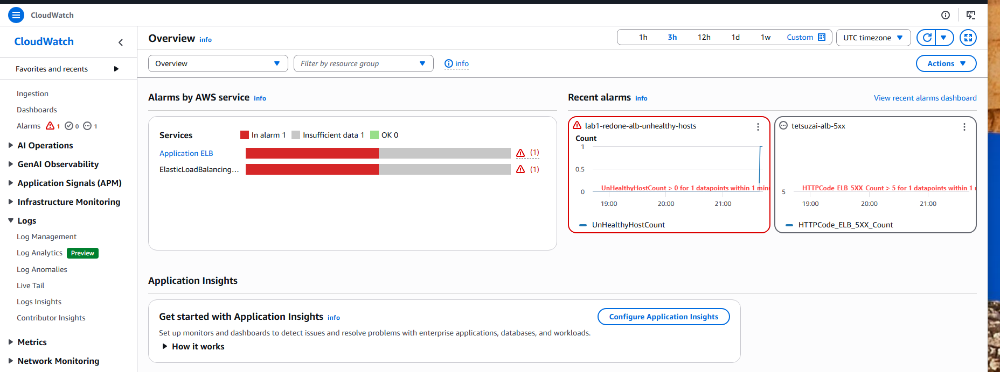 CloudWatch
CloudWatch
Favorites and recents
Ingestion
Dashboards
Alarms 1 0 1
AI Operations
GenAI Observability
Application Signals (APM)
Infrastructure Monitoring
Logs
Log Management
Log Analytics Preview
Log Anomalies
Live Tail
Logs Insights
Contributor Insights
Metrics
Network Monitoring
Overview info
1h 3h 12h 1d 1w Custom UTC timezone
Overview Filter by resource group info
Actions
Alarms by AWS service info
Services In alarm 1 Insufficient data 1 OK 0
Application ELB (1)
ElasticLoadBalancing... (1)
Recent alarms info View recent alarms dashboard
lab1-redone-alb-unhealthy-hosts
Count
1
0.5
0
UnHealthyHostCount > 0 for 1 datapoints within 1 minu
19:00 20:00 21:00
UnHealthyHostCount
tetsuzai-alb-5xx
5
HTTPCode_ELB_5XX_Count > 5 for 1 datapoints within 1
19:00 20:00 21:00
HTTPCode_ELB_5XX_Count
Application Insights
Get started with Application Insights info
Configure Application Insights
Set up monitors and dashboards to detect issues and resolve problems with enterprise applications, databases, and workloads.
How it works